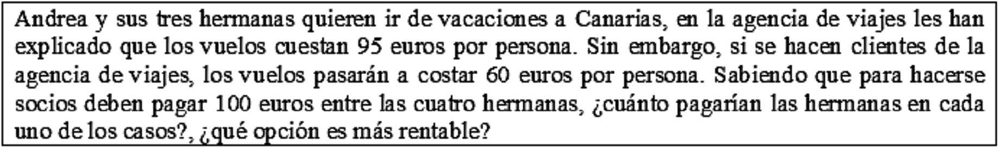 Andrea y sus tres hermanas quieren ir de vacaciones a Canarias, en la agencia de viajes les han
explicado que los vuelos cuestan 95 euros por persona. Sin embargo, si se hacen clientes de la
agencia de viajes, los vuelos pasarán a costar 60 euros por persona. Sabiendo que para hacerse
socios deben pagar 100 euros entre las cuatro hermanas, ¿cuánto pagarían las hermanas en cada
uno de los casos?, ¿qué opción es más rentable?